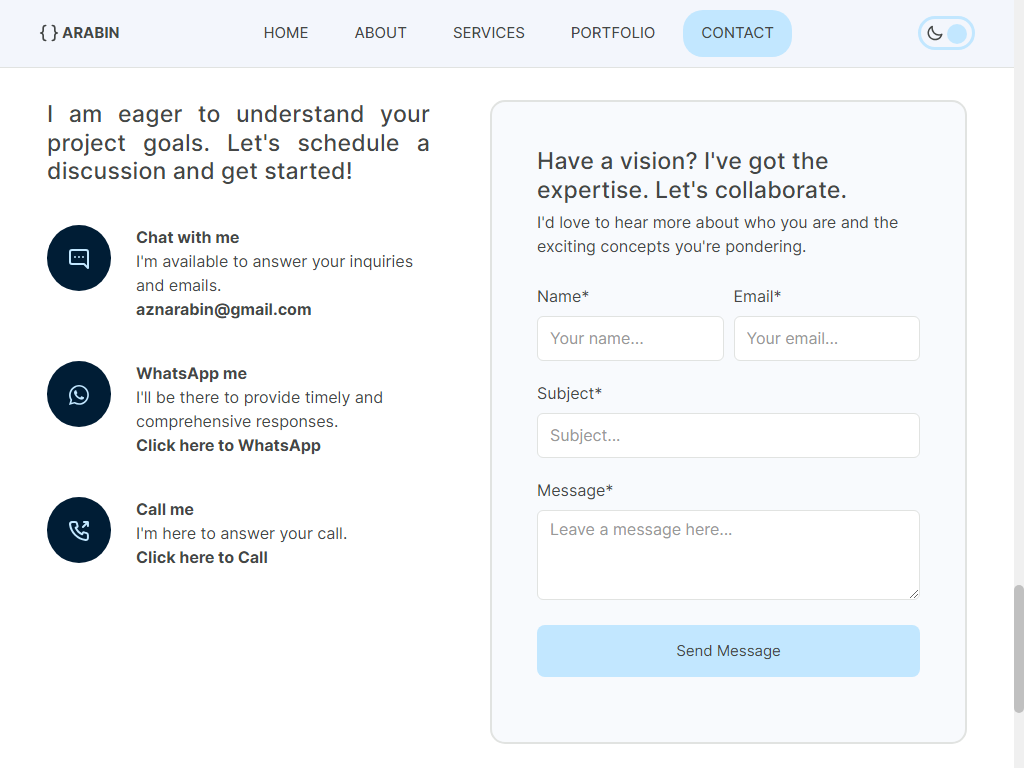 { } ARABIN
HOME
ABOUT
SERVICES
PORTFOLIO
CONTACT
I am eager to understand your
project goals. Let's schedule a
discussion and get started!
Chat with me
I'm available to answer your inquiries
and emails.
aznarabin@gmail.com
WhatsApp me
I'll be there to provide timely and
comprehensive responses.
Click here to WhatsApp
Call me
I'm here to answer your call.
Click here to Call
Have a vision? I've got the
expertise. Let's collaborate.
I'd love to hear more about who you are and the
exciting concepts you're pondering.
Name*
Email*
Your name...
Your email...
Subject*
Subject...
Message*
Leave a message here...
Send Message